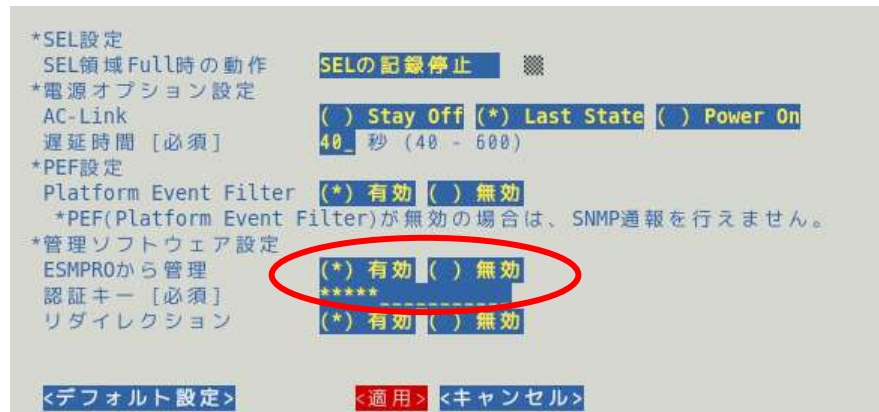 *SEL設定
SEL領域Full時の動作 SELの記録停止
*電源オプション設定
AC-Link ( ) Stay Off (*) Last State ( ) Power On
遅延時間 [必須] 40_ 秒 (40 - 600)
*PEF設定
Platform Event Filter (*) 有効 ( ) 無効
*PEF(Platform Event Filter)が無効の場合は、SNMP通報を行えません。
*管理ソフトウェア設定
ESMPROから管理 (*) 有効 ( ) 無効
認証キー [必須] *****___________
リダイレクション (*) 有効 ( ) 無効
<デフォルト設定> <適用> <キャンセル>